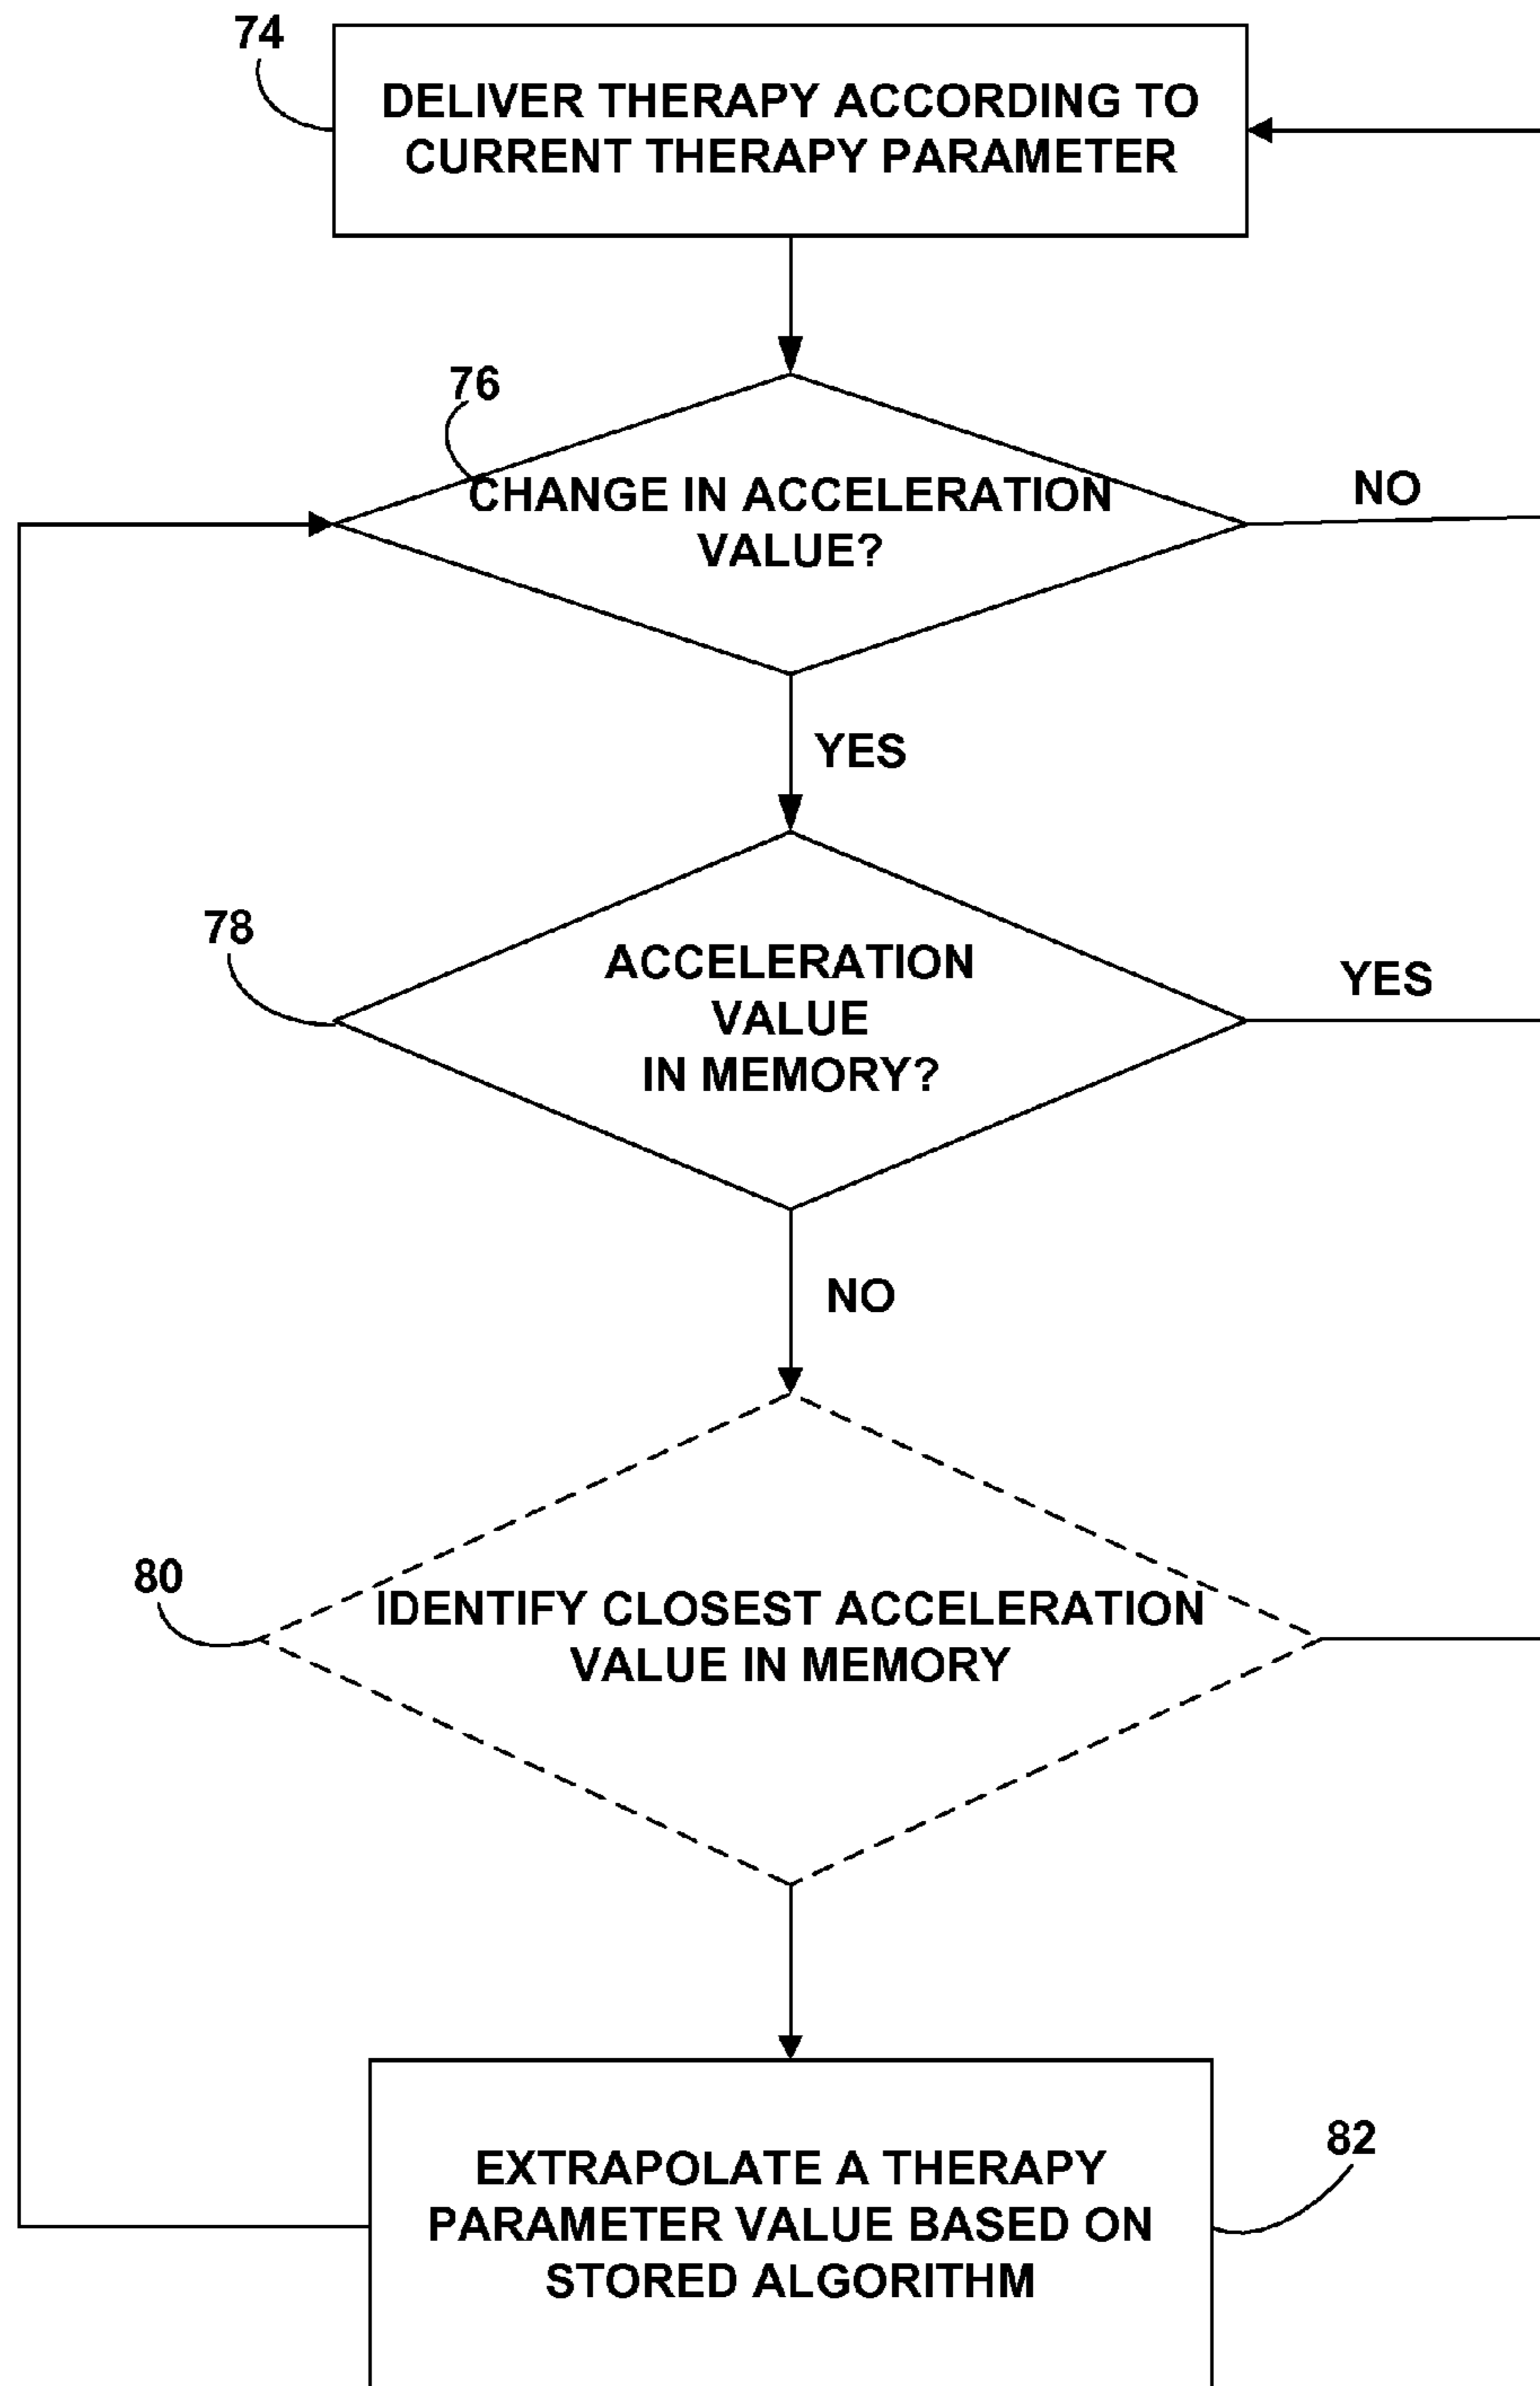 74
DELIVER THERAPY ACCORDING TO
CURRENT THERAPY PARAMETER
76
CHANGE IN ACCELERATION
VALUE?
NO
YES
78
ACCELERATION
VALUE
IN MEMORY?
YES
NO
80
IDENTIFY CLOSEST ACCELERATION
VALUE IN MEMORY
82
EXTRAPOLATE A THERAPY
PARAMETER VALUE BASED ON
STORED ALGORITHM